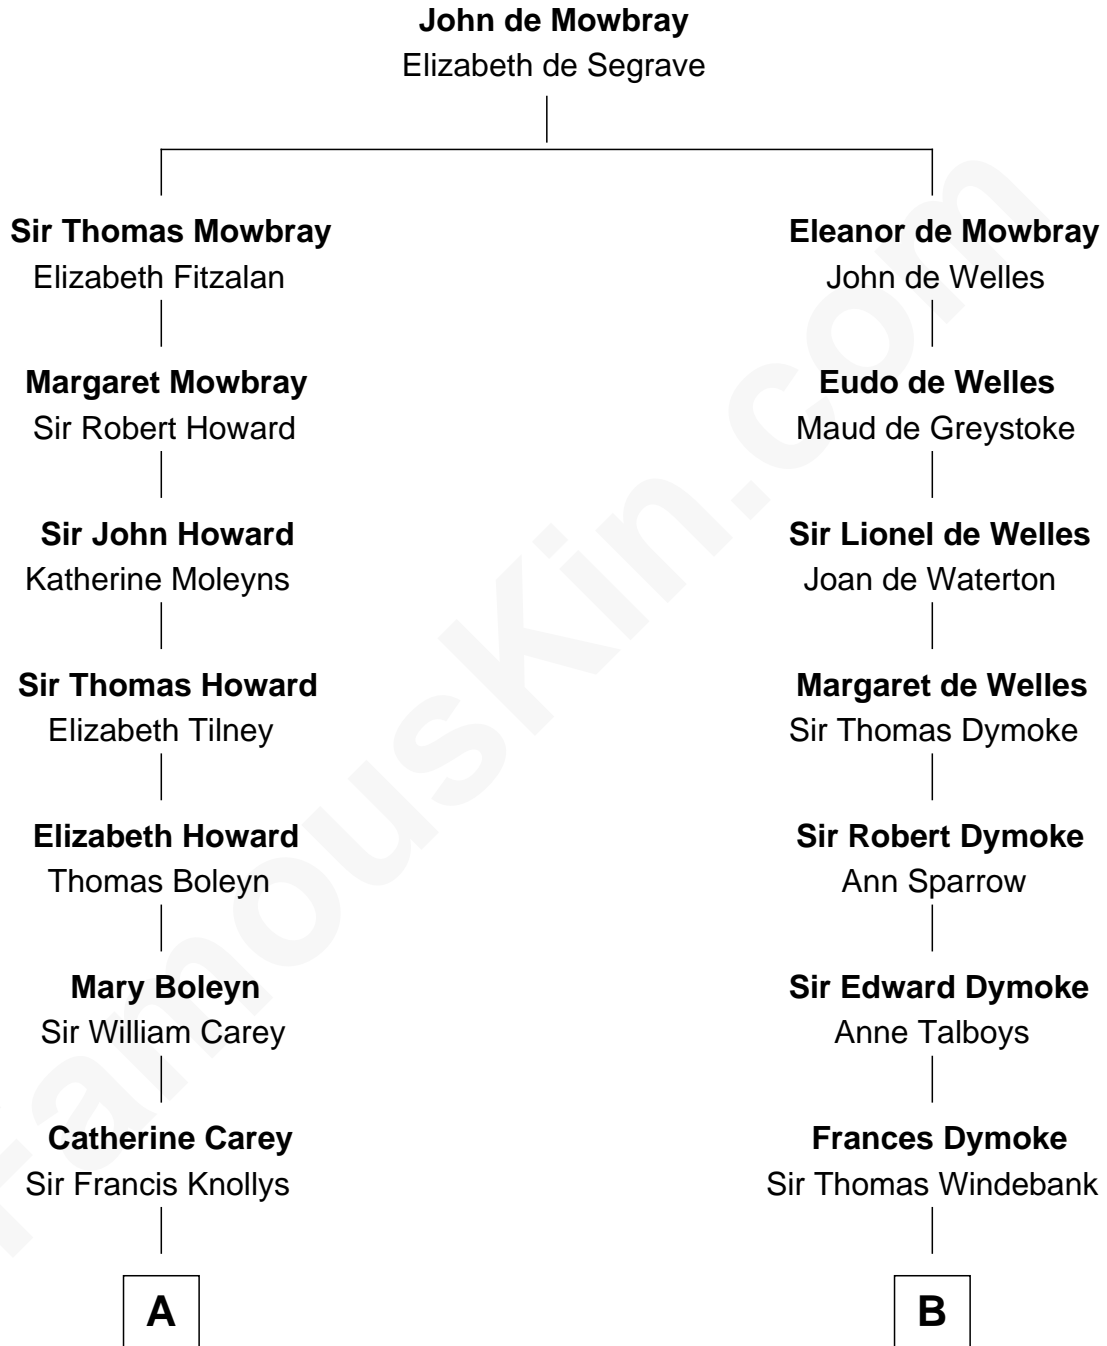 John de Mowbray
Elizabeth de Segrave
Sir Thomas Mowbray
Elizabeth Fitzalan
Eleanor de Mowbray
John de Welles
Margaret Mowbray
Sir Robert Howard
Eudo de Welles
Maud de Greystoke
Sir John Howard
Katherine Moleyns
Sir Lionel de Welles
Joan de Waterton
Sir Thomas Howard
Elizabeth Tilney
Margaret de Welles
Sir Thomas Dymoke
Elizabeth Howard
Thomas Boleyn
Sir Robert Dymoke
Ann Sparrow
Mary Boleyn
Sir William Carey
Sir Edward Dymoke
Anne Talboys
Catherine Carey
Sir Francis Knollys
Frances Dymoke
Sir Thomas Windebank
A
B
FamousKin.com